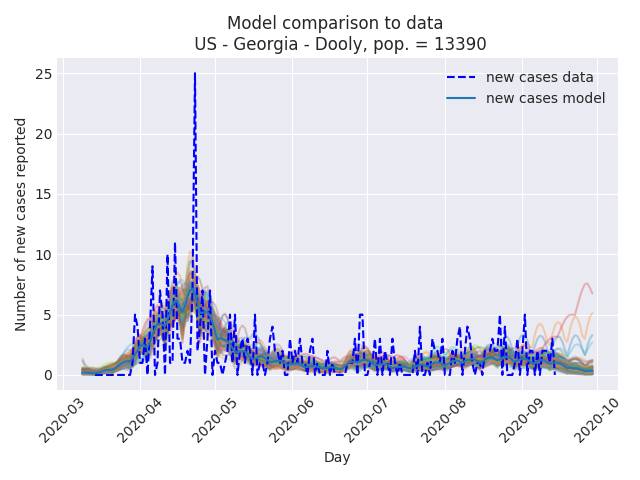 Model comparison to data
US - Georgia - Dooly, pop. = 13390
new cases data
new cases model
Number of new cases reported
25
20
15
10
5
0
2020-03
2020-04
2020-05
2020-06
2020-07
2020-08
2020-09
2020-10
Day